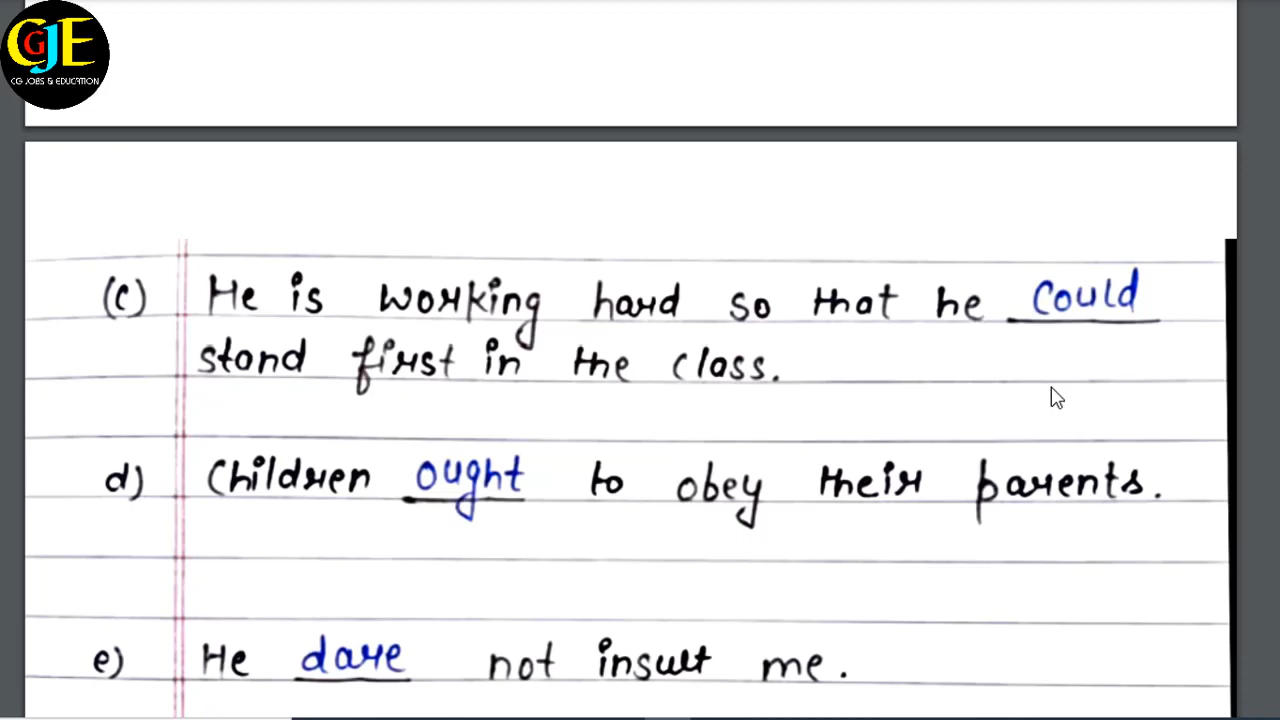 CGJE
CG JOBS & EDUCATION
(c) He is working hard so that he could
stand first in the class.
d) Children ought to obey their parents.
e) He dare not insult me.